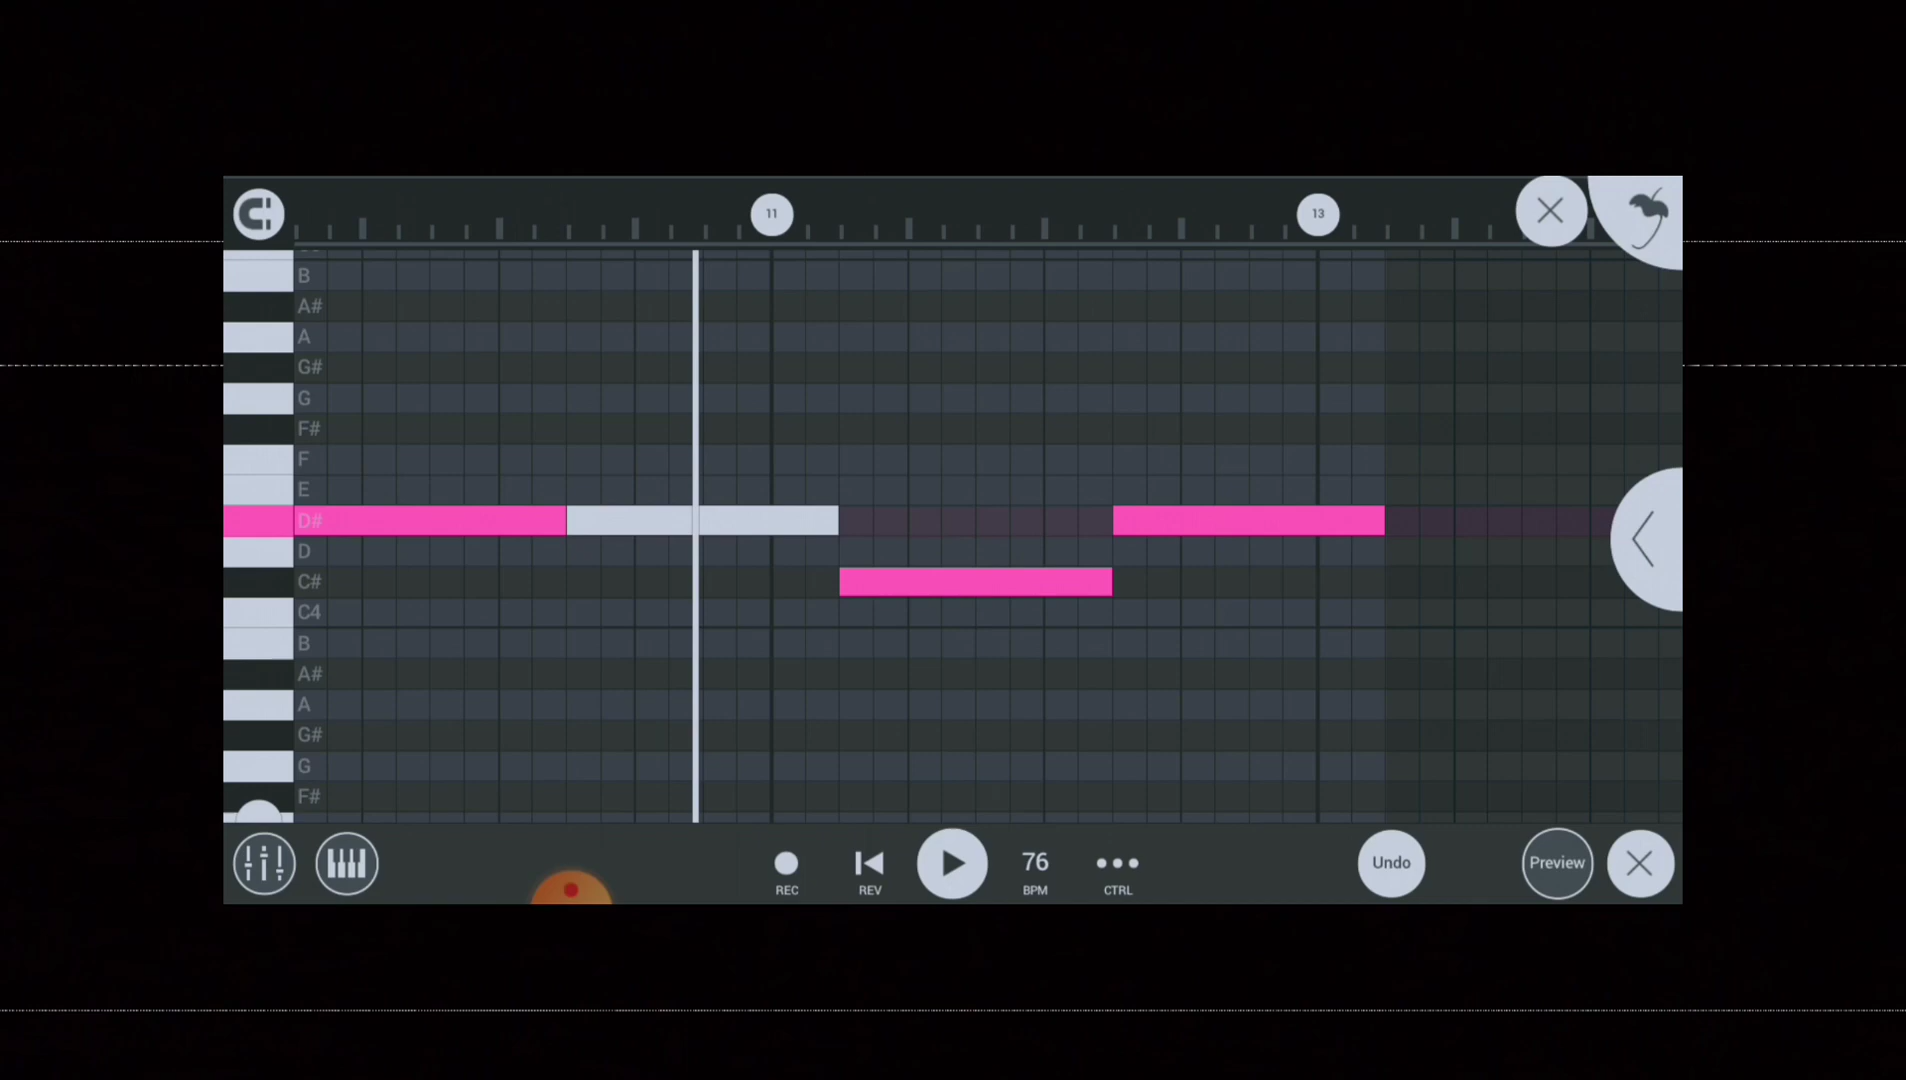 11
13
B
A#
A
G#
G
F#
F
E
D#
D
C#
C4
B
A#
A
G#
G
F#
76
Undo
Preview
REC
REV
BPM
CTRL